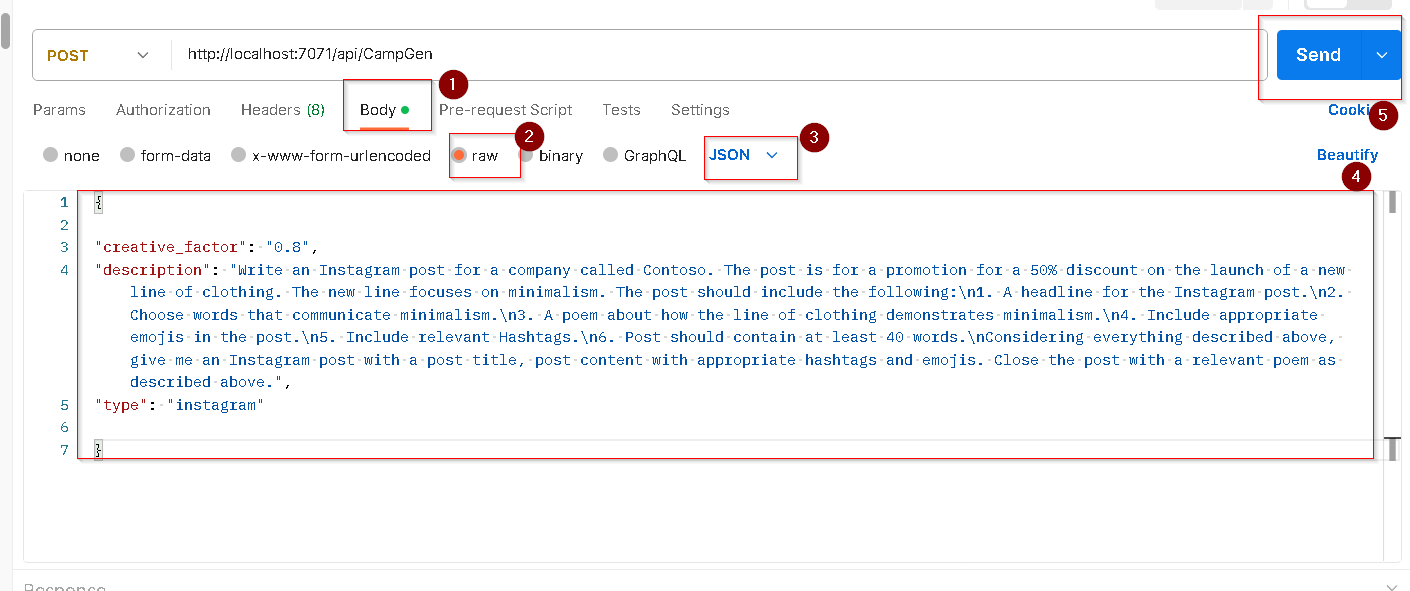 POST http://localhost:7071/api/CampGen Send
1
Params Authorization Headers (8) Body Pre-request Script Tests Settings
5
2 3
none form-data x-www-form-urlencoded raw binary GraphQL JSON Beautify
4
1 {
2
3 "creative_factor": "0.8",
4 "description": "Write an Instagram post for a company called Contoso. The post is for a promotion for a 50% discount on the launch of a new
line of clothing. The new line focuses on minimalism. The post should include the following:\n1. A headline for the Instagram post.\n2.
Choose words that communicate minimalism.\n3. A poem about how the line of clothing demonstrates minimalism.\n4. Include appropriate
emojis in the post.\n5. Include relevant Hashtags.\n6. Post should contain at least 40 words.\nConsidering everything described above,
give me an Instagram post with a post title, post content with appropriate hashtags and emojis. Close the post with a relevant poem as
described above.",
5 "type": "instagram"
6
7 }